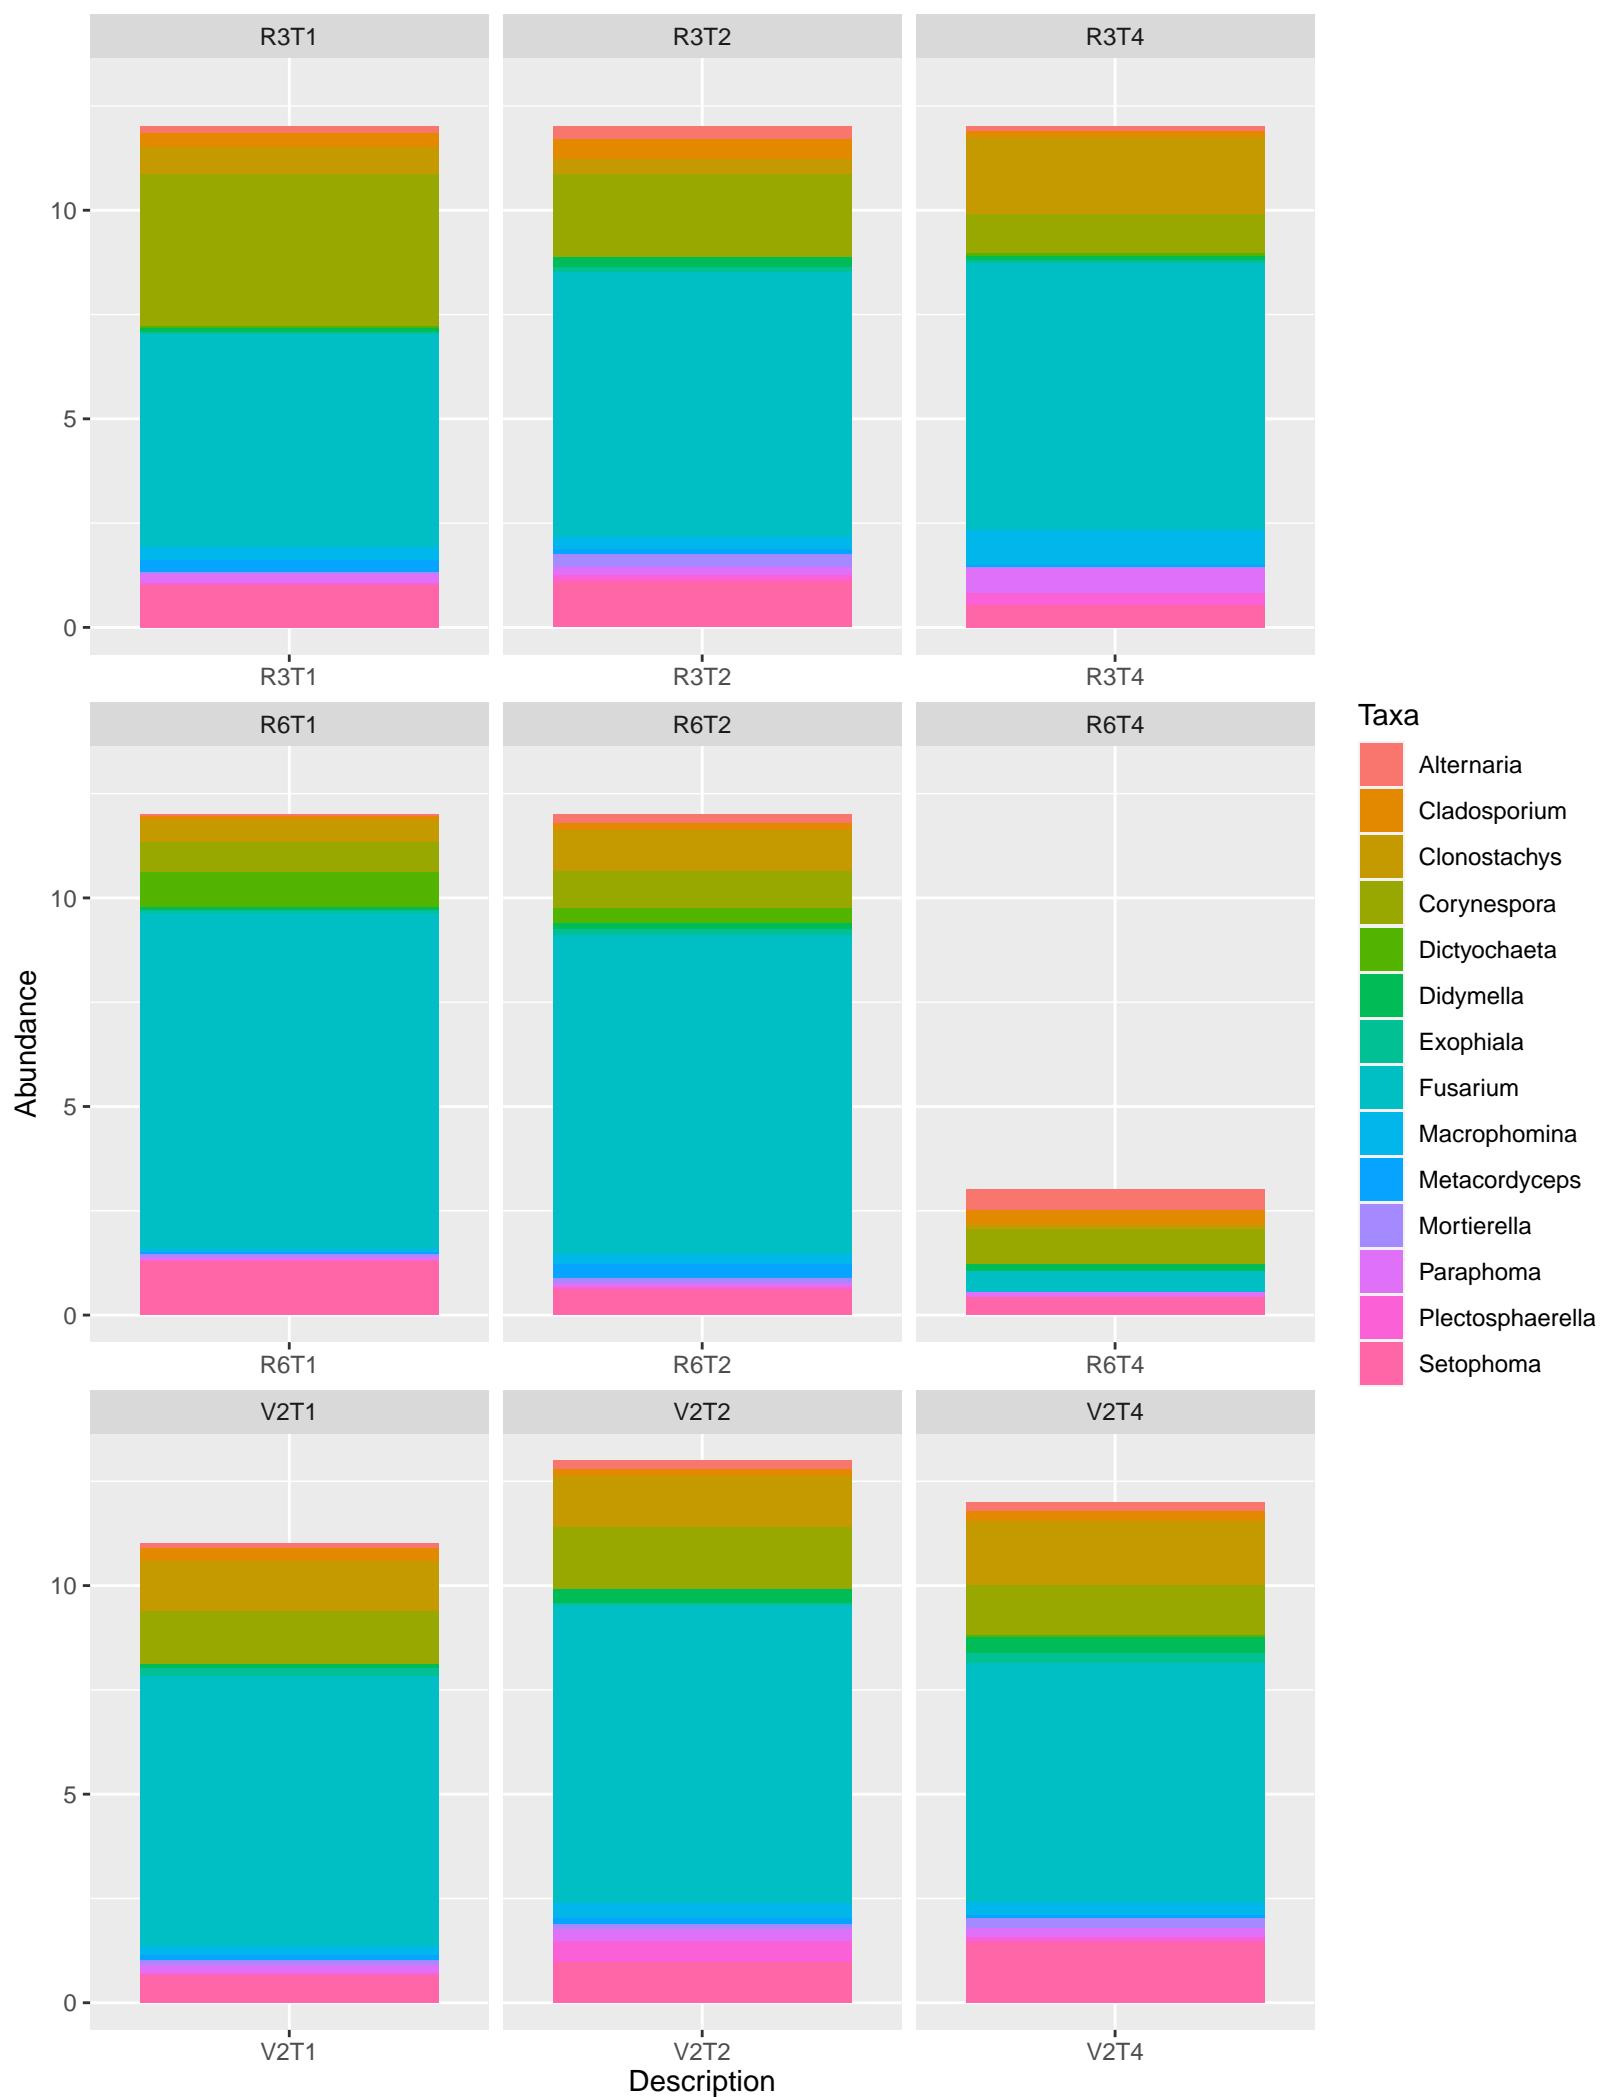 R3T1 R3T2 R3T4
10
5
0
R3T1 R3T2 R3T4
R6T1 R6T2 R6T4
10
5
0
R6T1 R6T2 R6T4
V2T1 V2T2 V2T4
10
5
0
V2T1 V2T2 V2T4
Description
Abundance
Taxa
Alternaria
Cladosporium
Clonostachys
Corynespora
Dictyochaeta
Didymella
Exophiala
Fusarium
Macrophomina
Metacordyceps
Mortierella
Paraphoma
Plectosphaerella
Setophoma